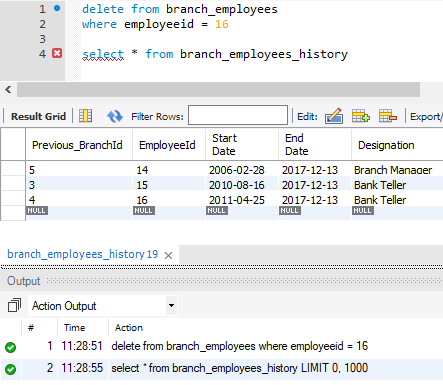 1 delete from branch_employees
2 where employeeid = 16
3
4 select * from branch_employees_history
Result Grid Filter Rows: Edit: Export/
Previous_BranchId EmployeeId Start Date End Date Designation
5 14 2006-02-28 2017-12-13 Branch Manager
3 15 2010-08-16 2017-12-13 Bank Teller
4 16 2011-04-25 2017-12-13 Bank Teller
NULL NULL NULL NULL NULL
branch_employees_history 19 ×
Output
Action Output
# Time Action
1 11:28:51 delete from branch_employees where employeeid = 16
2 11:28:55 select * from branch_employees_history LIMIT 0, 1000